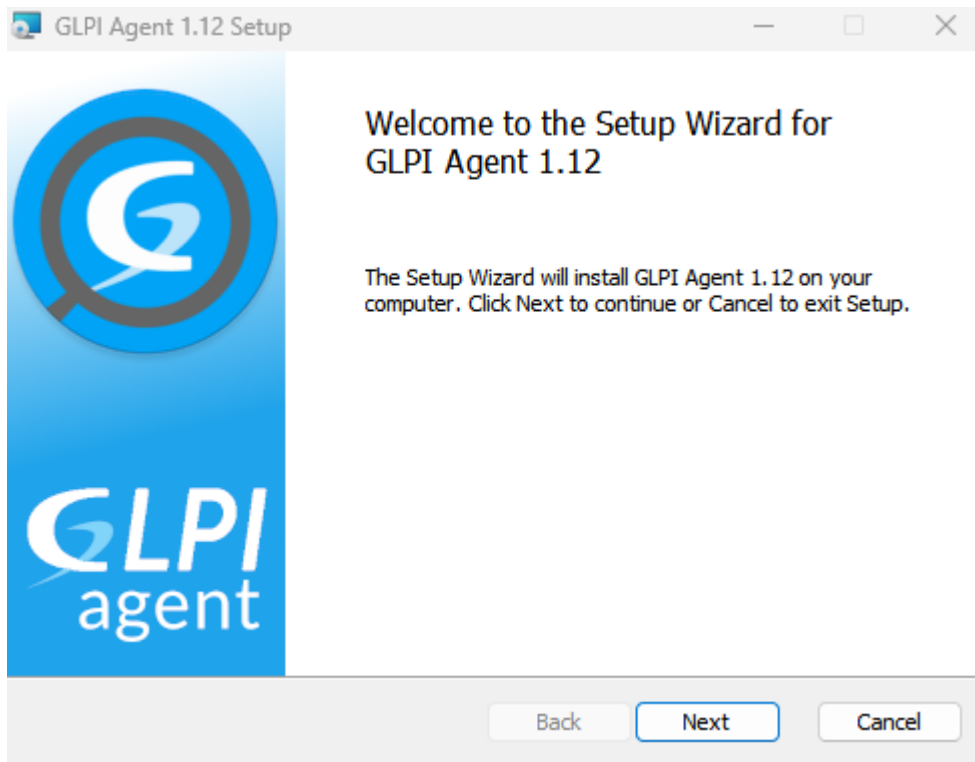 GLPI Agent 1.12 Setup
Welcome to the Setup Wizard for
GLPI Agent 1.12
The Setup Wizard will install GLPI Agent 1.12 on your
computer. Click Next to continue or Cancel to exit Setup.
GLPI
agent
Back Next Cancel